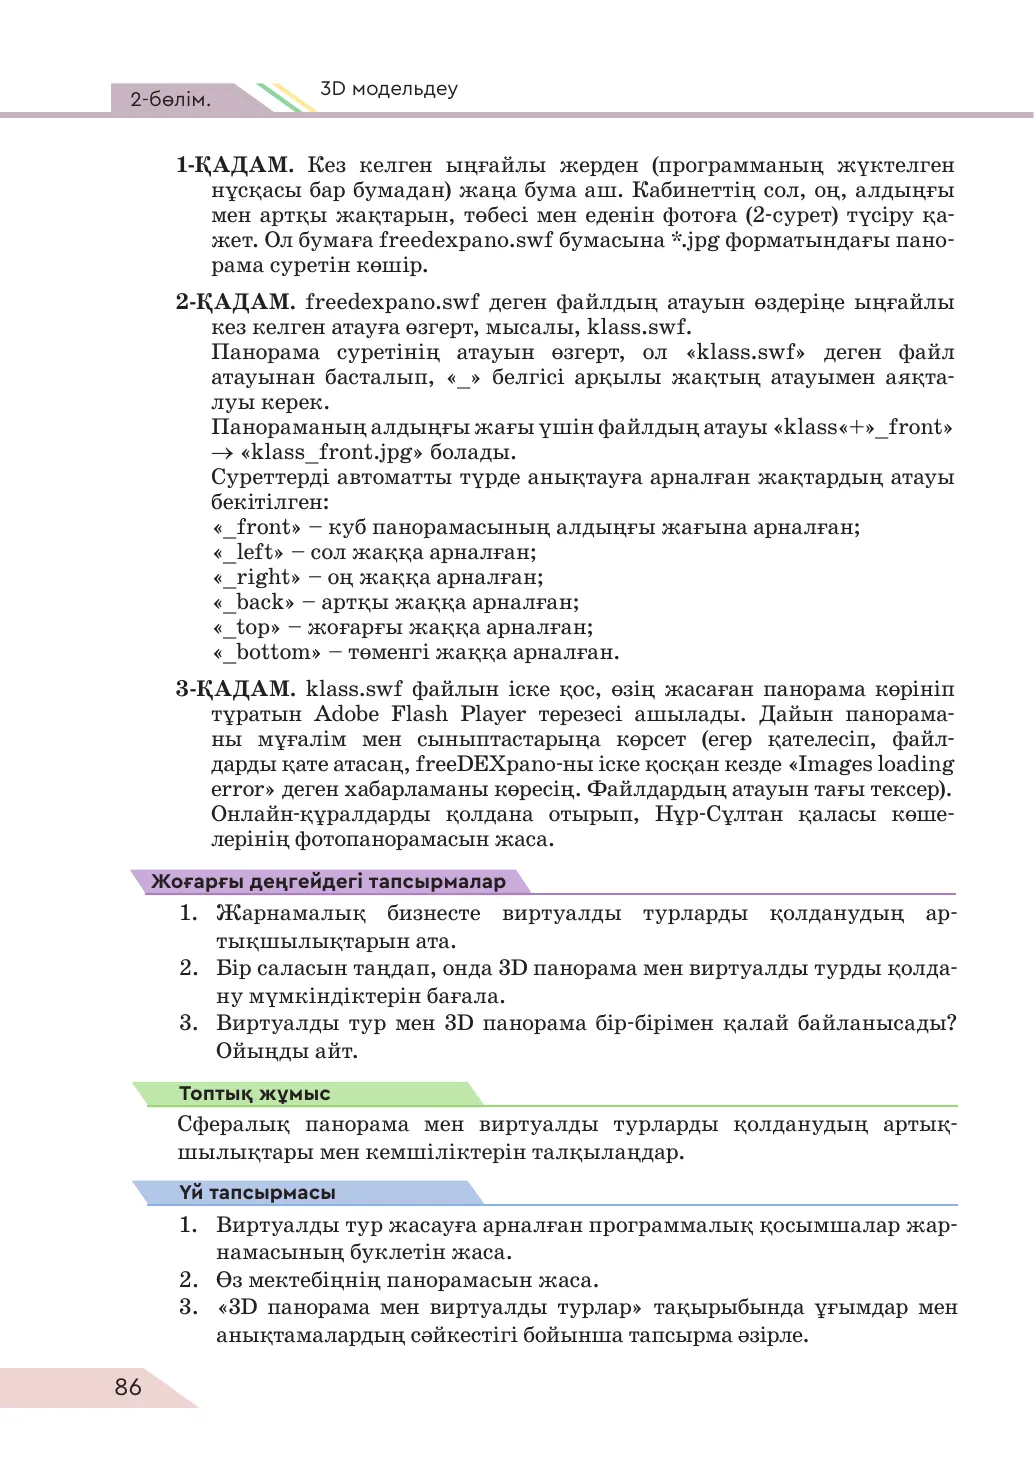 2-бөлім.
3D модельдеу
1-ҚАДАМ. Кез келген ыңғайлы жерден (программаның жүктелген
нұсқасы бар бумадан) жаңа бума аш. Кабинеттің сол, оң, алдыңғы
мен артқы жақтарын, төбесі мен еденін фотоға (2-сурет) түсіру қа-
жет. Ол бумаға freedexpano.swf бумасына *.jpg форматындағы пано-
рама суретін көшір.
2-ҚАДАМ. freedexpano.swf деген файлдың атауын өздеріңе ыңғайлы
кез келген атауға өзгерт, мысалы, klass.swf.
Панорама суретінің атауын өзгерт, ол «klass.swf» деген файл
атауынан басталып, «_» белгісі арқылы жақтың атауымен аяқта-
луы керек.
Панораманың алдыңғы жағы үшін файлдың атауы «klass«+»_front»
→ «klass_front.jpg» болады.
Суреттерді автоматты түрде анықтауға арналған жақтардың атауы
бекітілген:
«_front» – куб панорамасының алдыңғы жағына арналған;
«_left» – сол жаққа арналған;
«_right» – оң жаққа арналған;
«_back» – артқы жаққа арналған;
«_top» – жоғарғы жаққа арналған;
«_bottom» – төменгі жаққа арналған.
3-ҚАДАМ. klass.swf файлын іске қос, өзің жасаған панорама көрініп
тұратын Adobe Flash Player терезесі ашылады. Дайын панорама-
ны мұғалім мен сыныптастарыңа көрсет (егер қателесіп, файл-
дарды қате атасаң, freeDEXpano-ны іске қосқан кезде «Images loading
error» деген хабарламаны көресің. Файлдардың атауын тағы тексер).
Онлайн-құралдарды қолдана отырып, Нұр-Сұлтан қаласы көше-
лерінің фотопанорамасын жаса.
Жоғарғы деңгейдегі тапсырмалар
1. Жарнамалық бизнесте виртуалды турларды қолданудың ар-
тықшылықтарын ата.
2. Бір саласын таңдап, онда 3D панорама мен виртуалды турды қолда-
ну мүмкіндіктерін бағала.
3. Виртуалды тур мен 3D панорама бір-бірімен қалай байланысады?
Ойыңды айт.
Топтық жұмыс
Сфералық панорама мен виртуалды турларды қолданудың артық-
шылықтары мен кемшіліктерін талқылаңдар.
Үй тапсырмасы
1. Виртуалды тур жасауға арналған программалық қосымшалар жар-
намасының буклетін жаса.
2. Өз мектебіңнің панорамасын жаса.
3. «3D панорама мен виртуалды турлар» тақырыбында ұғымдар мен
анықтамалардың сәйкестігі бойынша тапсырма әзірле.
86